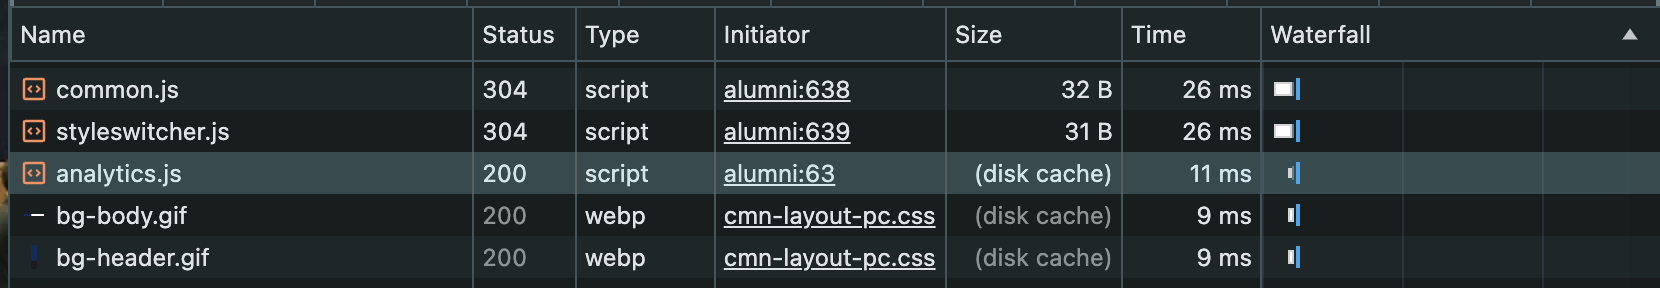 Name Status Type Initiator Size Time Waterfall
common.js 304 script alumni:638 32 B 26 ms
styleswitcher.js 304 script alumni:639 31 B 26 ms
analytics.js 200 script alumni:63 (disk cache) 11 ms
bg-body.gif 200 webp cmn-layout-pc.css (disk cache) 9 ms
bg-header.gif 200 webp cmn-layout-pc.css (disk cache) 9 ms